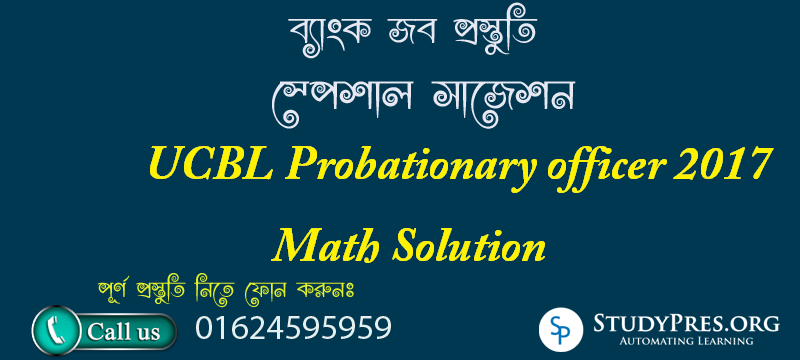 ব্যাংক জব প্রস্তুতি
স্পেশাল সাজেশন
UCBL Probationary officer 2017
Math Solution
পূর্ণ প্রস্তুতি নিতে ফোন করুনঃ
Call us 01624595959
SP STUDYPRES.ORG
AUTOMATING LEARNING